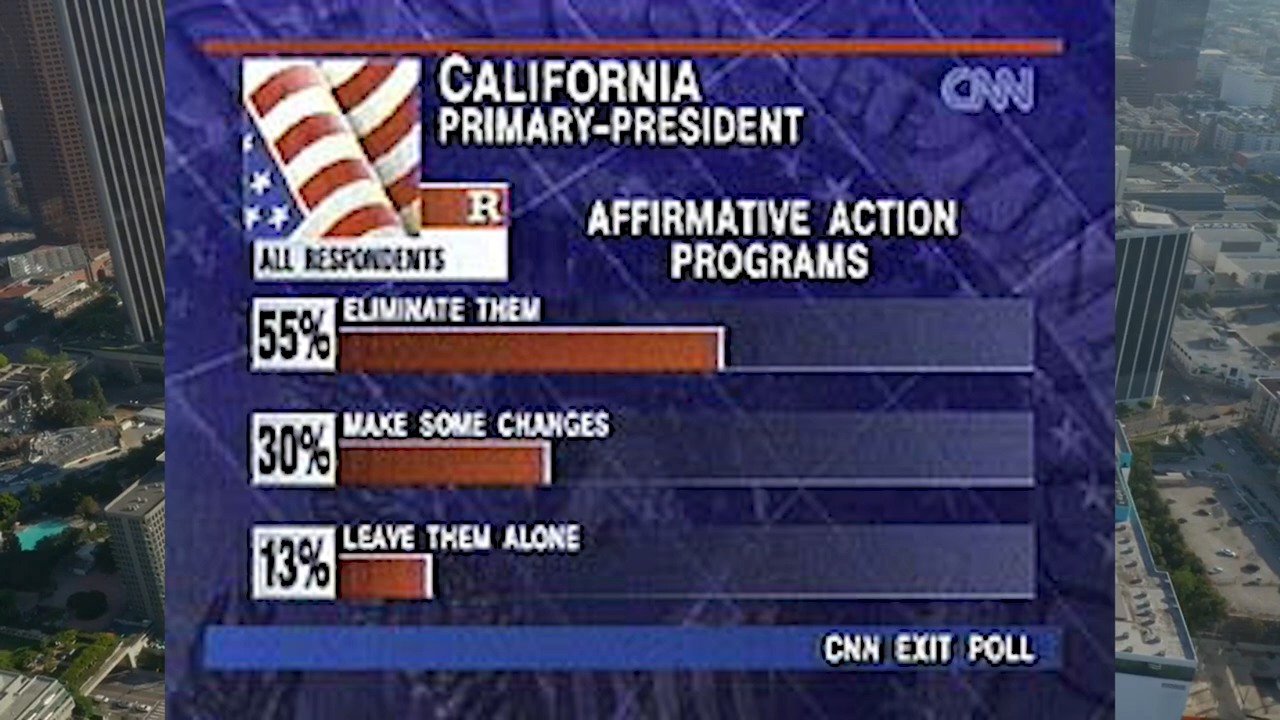 CALIFORNIA
PRIMARY-PRESIDENT
CNN
R
ALL RESPONDENTS
AFFIRMATIVE ACTION
PROGRAMS
55% ELIMINATE THEM
30% MAKE SOME CHANGES
13% LEAVE THEM ALONE
CNN EXIT POLL